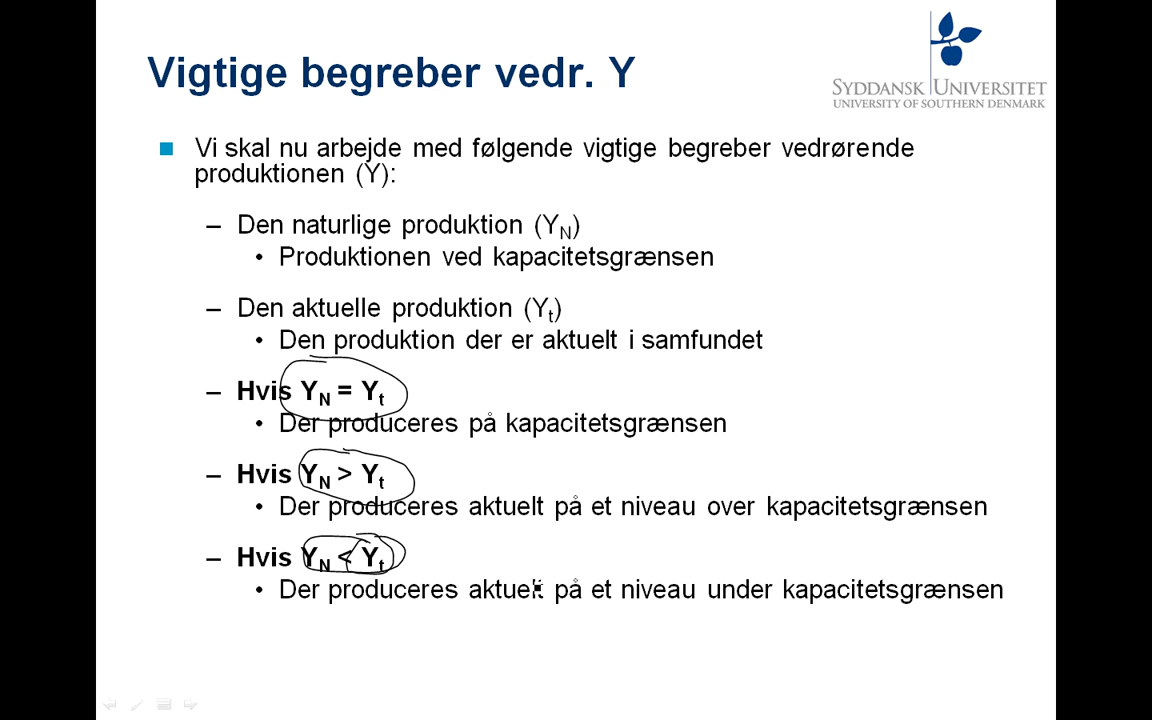 Vigtige begreber vedr. Y
SYDDANSK UNIVERSITET
UNIVERSITY OF SOUTHERN DENMARK
■ Vi skal nu arbejde med følgende vigtige begreber vedrørende
produktionen (Y):
– Den naturlige produktion (Y_N)
• Produktionen ved kapacitetsgrænsen
– Den aktuelle produktion (Y_t)
• Den produktion der er aktuelt i samfundet
– Hvis Y_N = Y_t
• Der produceres på kapacitetsgrænsen
– Hvis Y_N > Y_t
• Der produceres aktuelt på et niveau over kapacitetsgrænsen
– Hvis Y_N < Y_t
• Der produceres aktuelt på et niveau under kapacitetsgrænsen